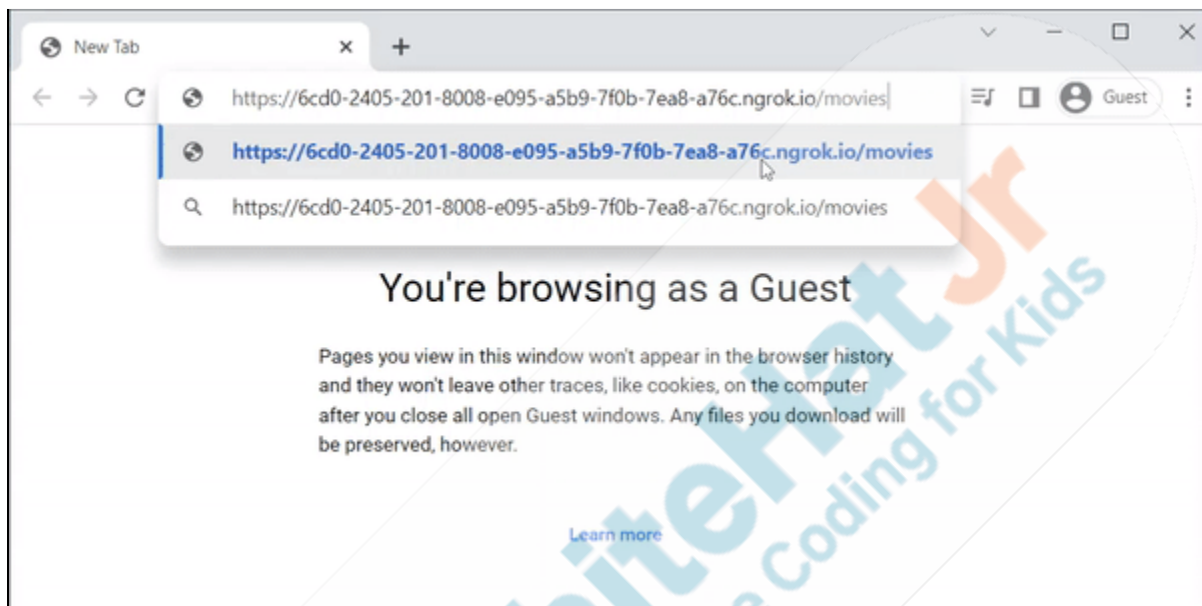 New Tab
https://6cd0-2405-201-8008-e095-a5b9-7f0b-7ea8-a76c.ngrok.io/movies
Guest
https://6cd0-2405-201-8008-e095-a5b9-7f0b-7ea8-a76c.ngrok.io/movies
https://6cd0-2405-201-8008-e095-a5b9-7f0b-7ea8-a76c.ngrok.io/movies
You're browsing as a Guest
Pages you view in this window won't appear in the browser history
and they won't leave other traces, like cookies, on the computer
after you close all open Guest windows. Any files you download will
be preserved, however.
Learn more
iteHat Jr
Coding for Kids